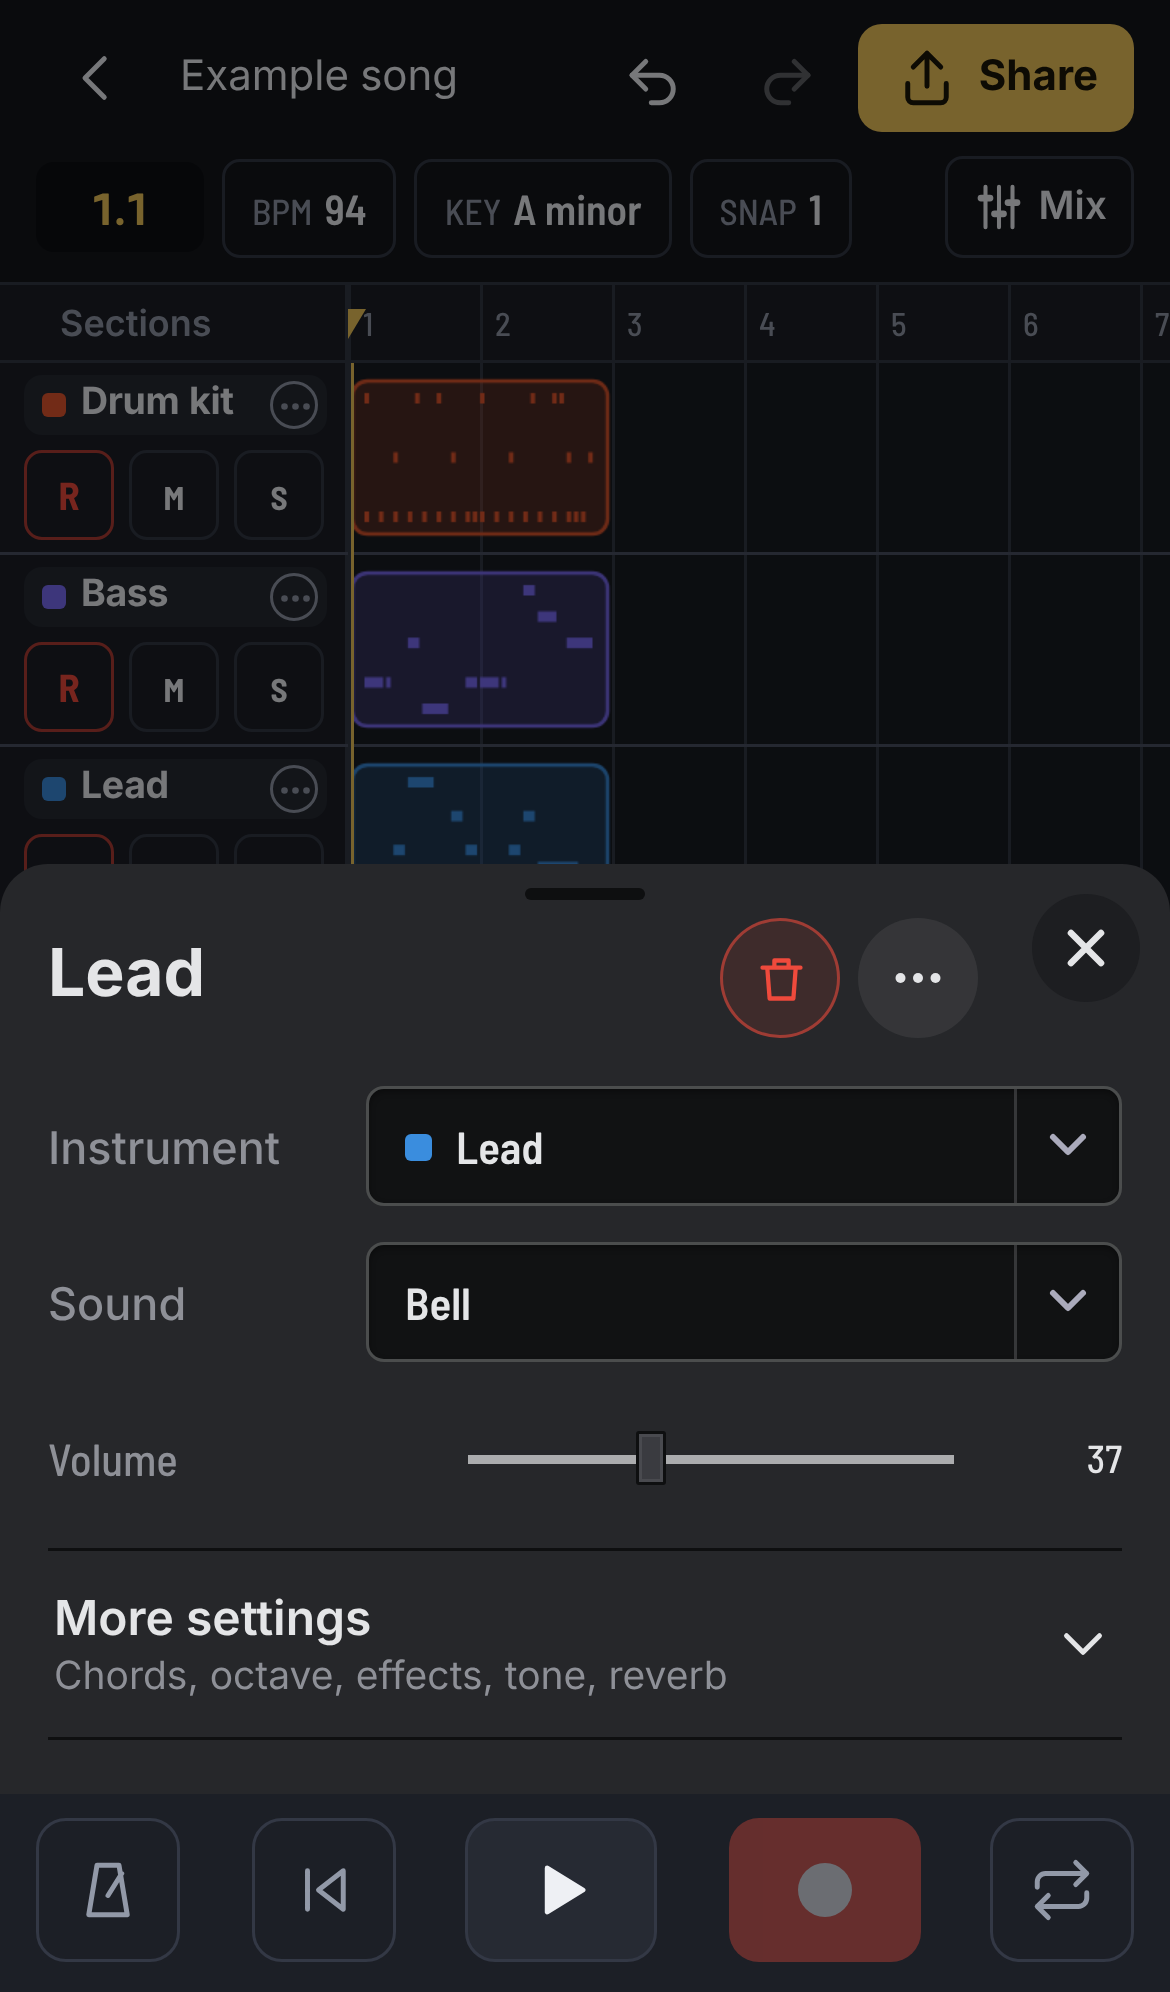 Example song
Share
1.1
BPM 94
KEY A minor
SNAP 1
Mix
Sections
1 2 3 4 5 6 7
Drum kit
R M S
Bass
R M S
Lead
Lead
Instrument
Lead
Sound
Bell
Volume
37
More settings
Chords, octave, effects, tone, reverb